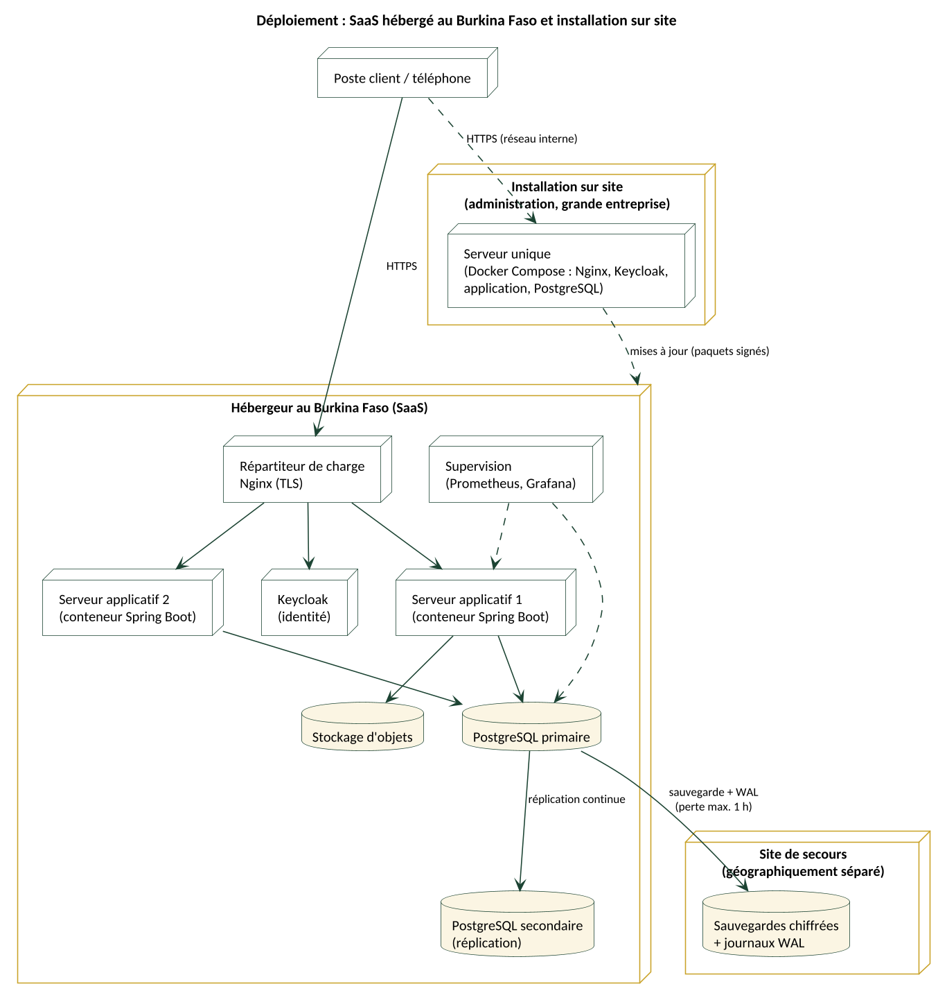 Déploiement : SaaS hébergé au Burkina Faso et installation sur site
Poste client / téléphone
HTTPS (réseau interne)
Installation sur site
(administration, grande entreprise)
Serveur unique
(Docker Compose : Nginx, Keycloak,
application, PostgreSQL)
HTTPS
mises à jour (paquets signés)
Hébergeur au Burkina Faso (SaaS)
Répartiteur de charge
Nginx (TLS)
Supervision
(Prometheus, Grafana)
Serveur applicatif 2
(conteneur Spring Boot)
Keycloak
(identité)
Serveur applicatif 1
(conteneur Spring Boot)
Stockage d'objets
PostgreSQL primaire
réplication continue
sauvegarde + WAL
(perte max. 1 h)
Site de secours
(géographiquement séparé)
PostgreSQL secondaire
(réplication)
Sauvegardes chiffrées
+ journaux WAL